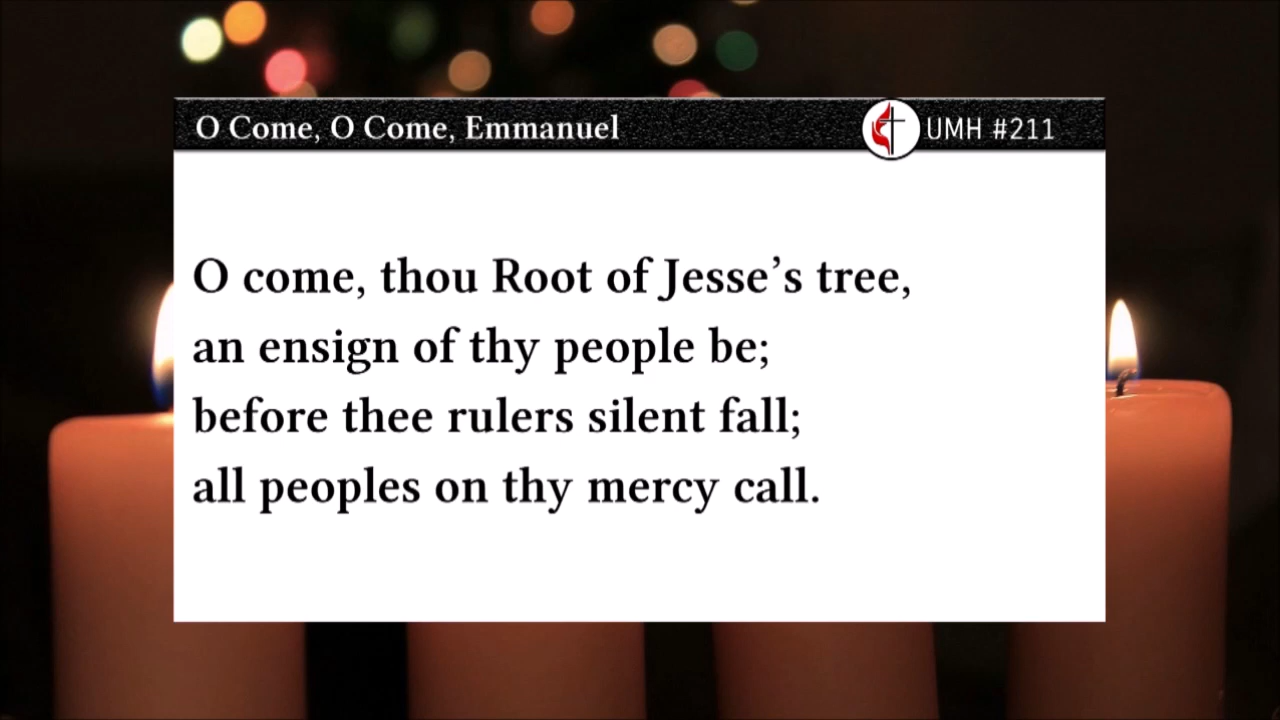 O Come, O Come, Emmanuel
UMH #211
O come, thou Root of Jesse’s tree,
an ensign of thy people be;
before thee rulers silent fall;
all peoples on thy mercy call.